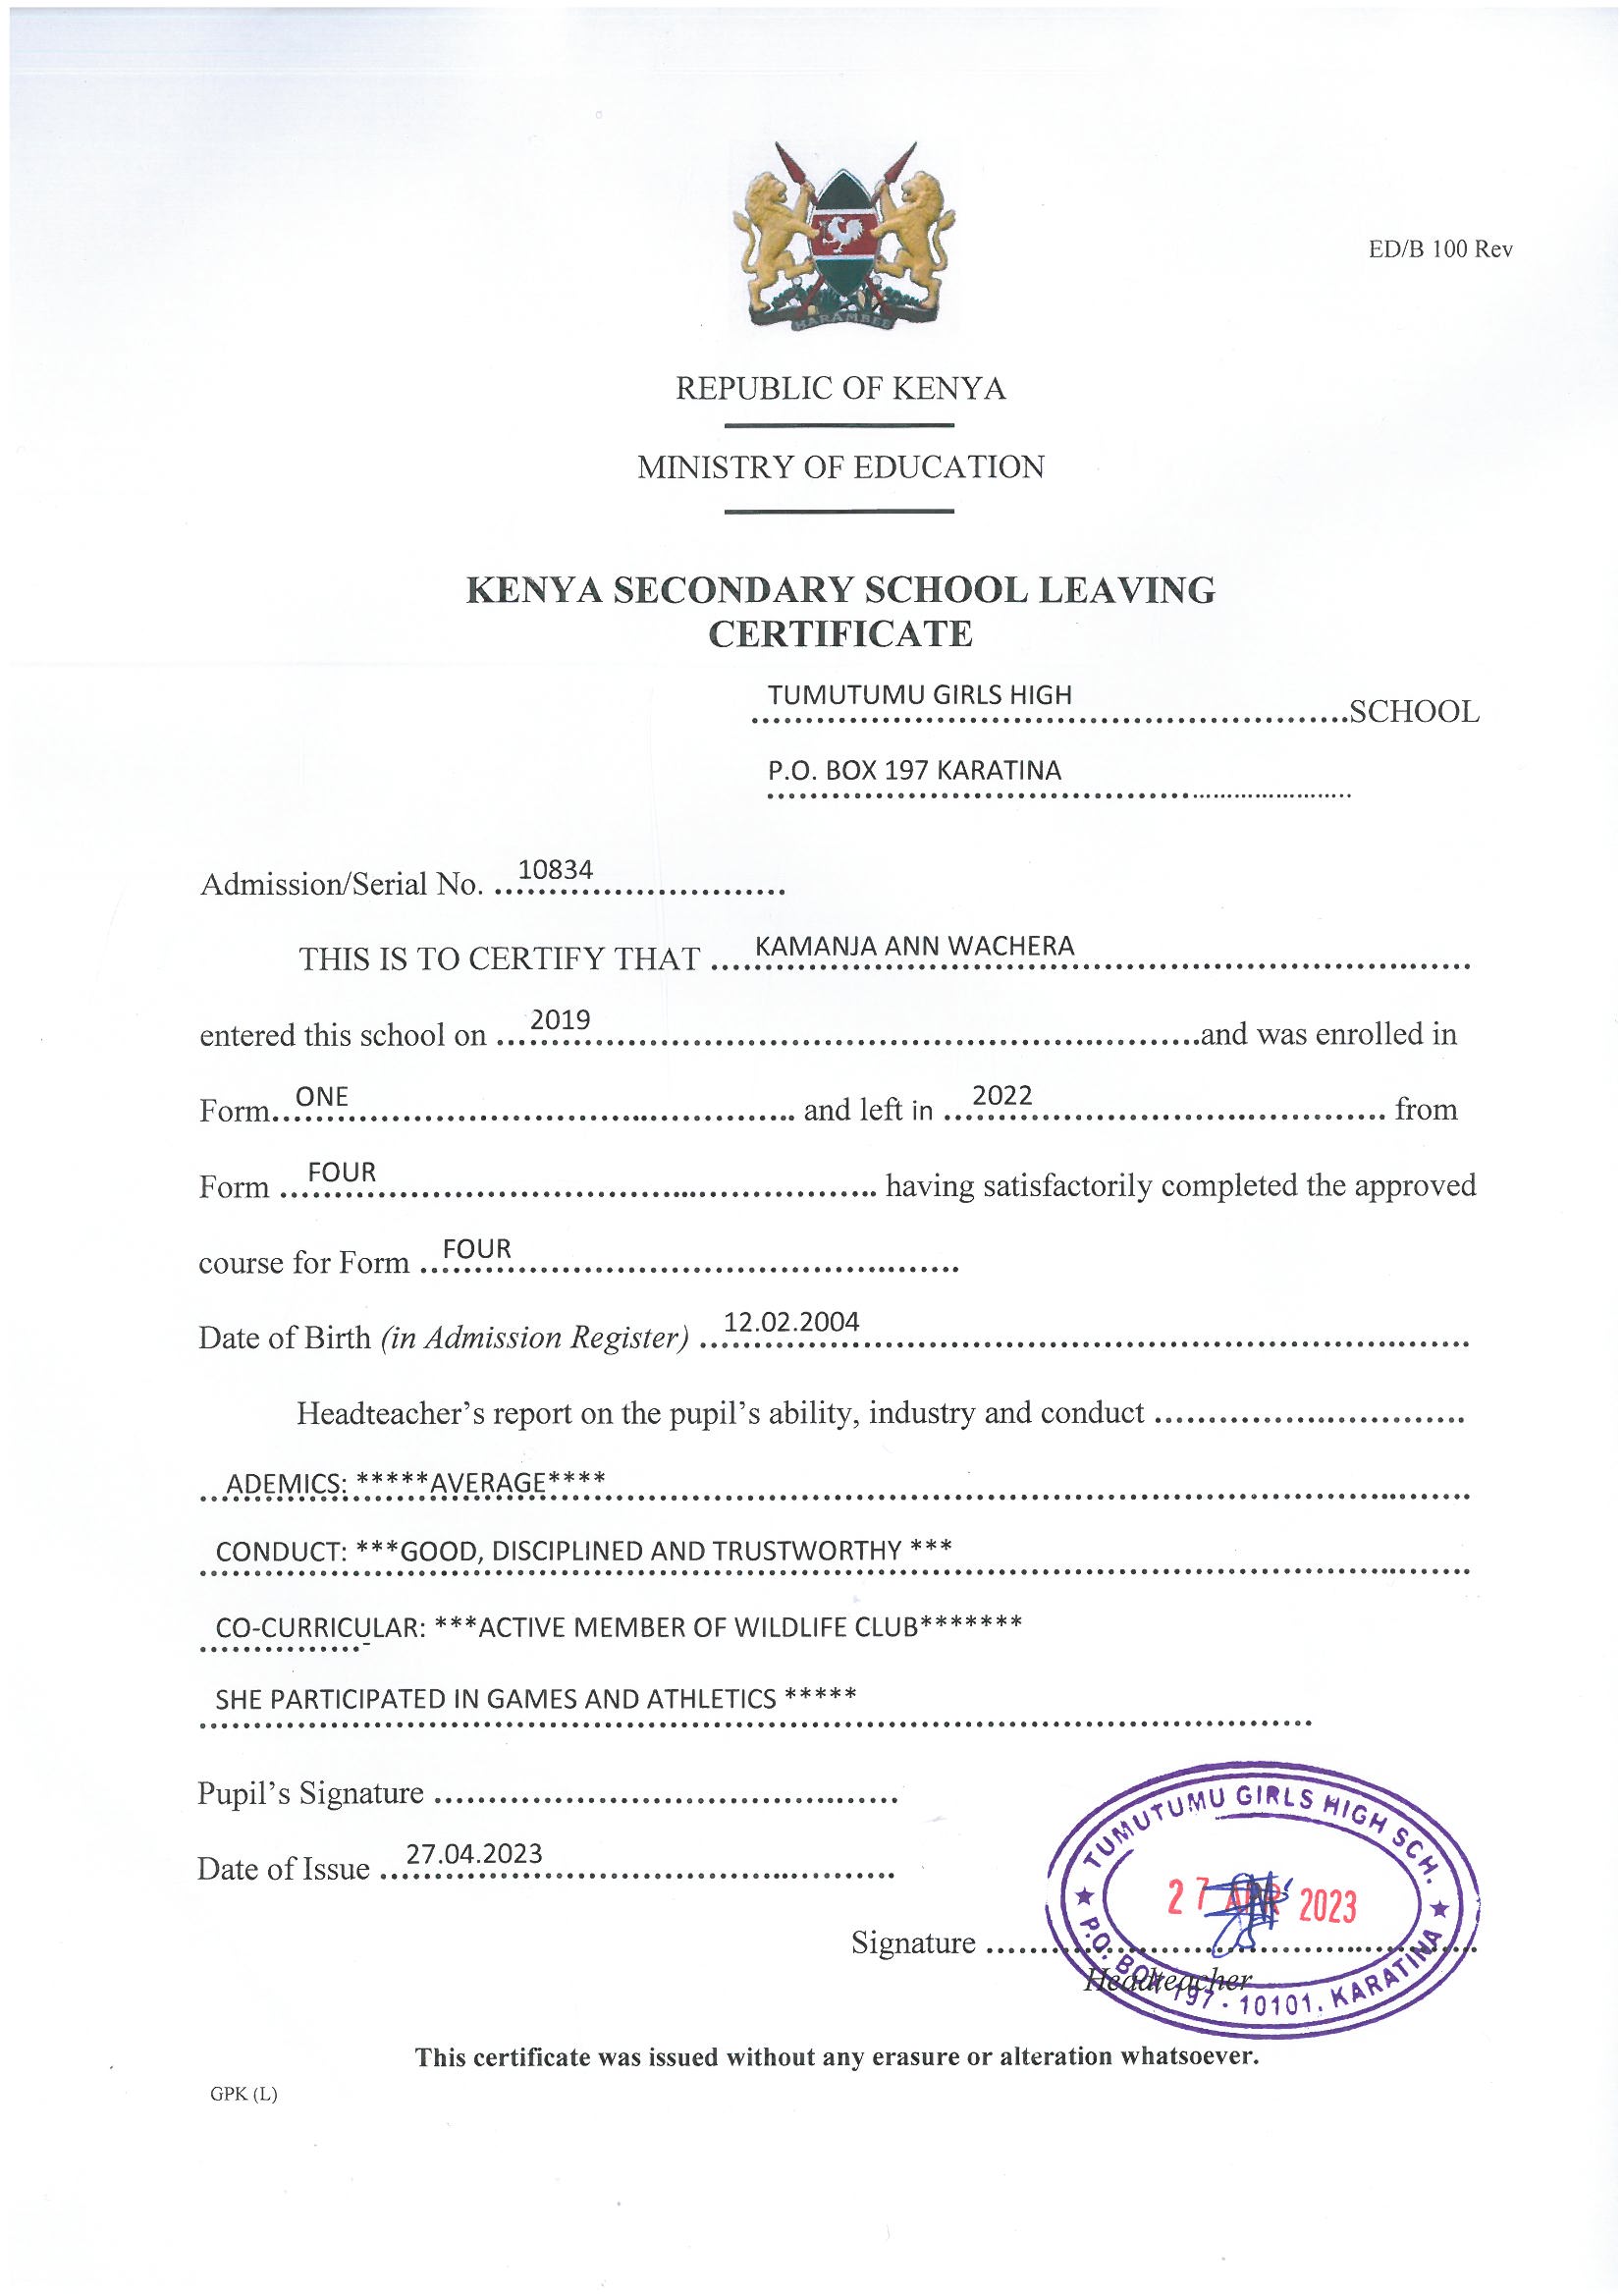 HARAMBEE
ED/B 100 Rev
REPUBLIC OF KENYA
MINISTRY OF EDUCATION
KENYA SECONDARY SCHOOL LEAVING
CERTIFICATE
TUMUTUMU GIRLS HIGH SCHOOL
P.O. BOX 197 KARATINA
Admission/Serial No. 10834
THIS IS TO CERTIFY THAT KAMANJA ANN WACHERA
entered this school on 2019 and was enrolled in
Form ONE and left in 2022 from
Form FOUR having satisfactorily completed the approved
course for Form FOUR
Date of Birth (in Admission Register) 12.02.2004
Headteacher's report on the pupil's ability, industry and conduct
ADEMICS: *****AVERAGE****
CONDUCT: ***GOOD, DISCIPLINED AND TRUSTWORTHY ***
CO-CURRICULAR: ***ACTIVE MEMBER OF WILDLIFE CLUB*******
SHE PARTICIPATED IN GAMES AND ATHLETICS *****
Pupil's Signature
Date of Issue 27.04.2023
TUMUTUMU GIRLS HIGH SCH.
27 APR 2023
P.O. BOX 197 - 10101, KARATINA
Signature
Headteacher
This certificate was issued without any erasure or alteration whatsoever.
GPK (L)